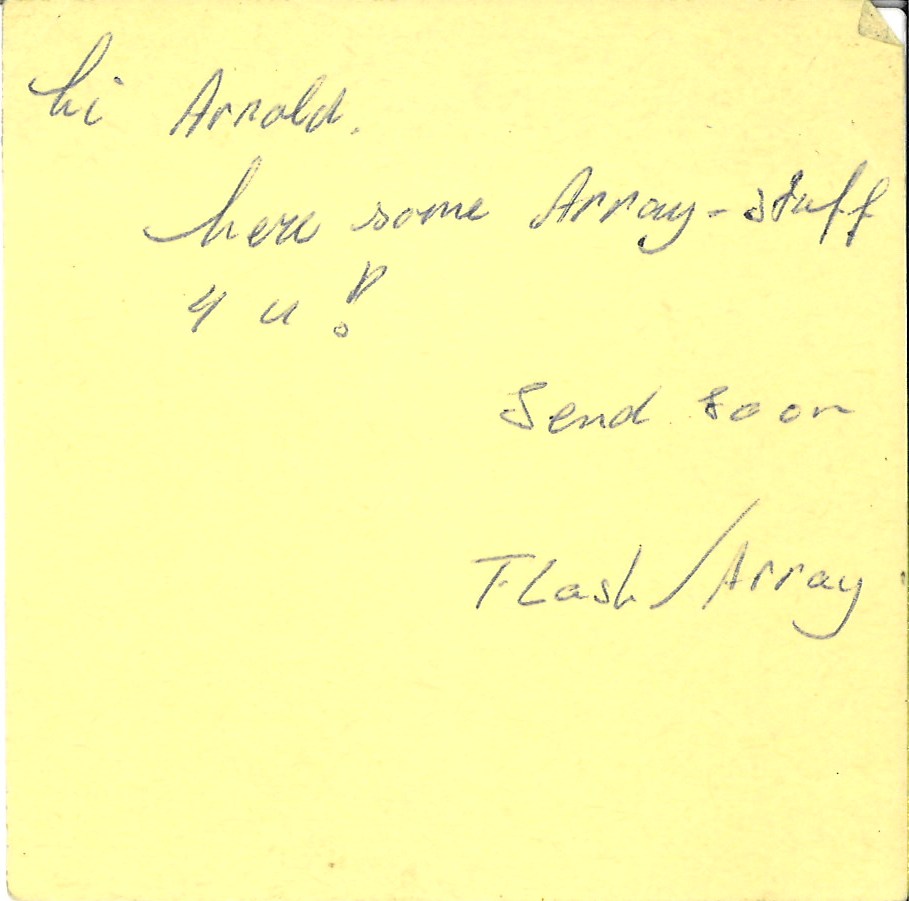 hi Arnold.
here some Array-stuff
4 u!
Send soon
Flash/Array